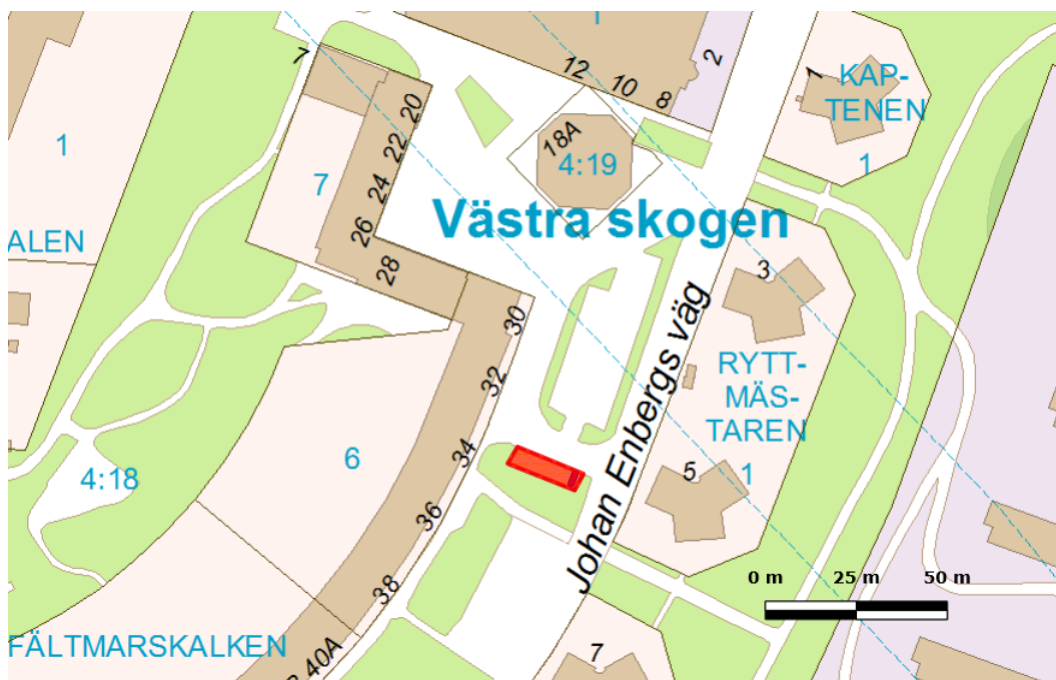 1
7
12
10
8
2
1
KAP-
TENEN
1
20
22
24
26
28
7
18A
4:19
1
ALEN
Västra skogen
3
30
32
34
36
38
6
4:18
Johan Enbergs väg
RYTT-
MÄS-
TAREN
1
5
0 m 25 m 50 m
7
FÄLTMARSKALKEN
40A